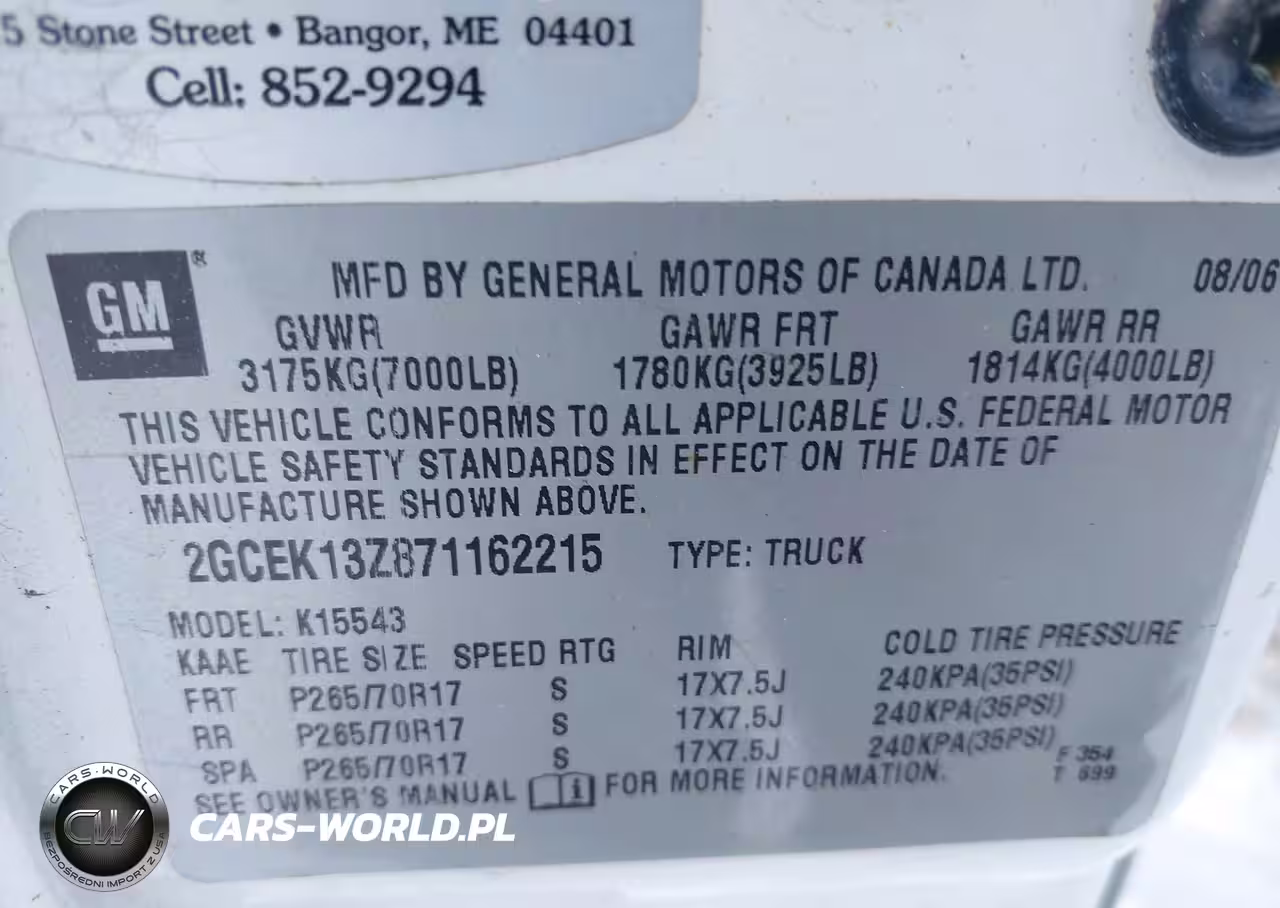 5 Stone Street • Bangor, ME 04401
Cell: 852-9294
GM®
MFD BY GENERAL MOTORS OF CANADA LTD. 08/06
GVWR GAWR FRT GAWR RR
3175KG(7000LB) 1780KG(3925LB) 1814KG(4000LB)
THIS VEHICLE CONFORMS TO ALL APPLICABLE U.S. FEDERAL MOTOR
VEHICLE SAFETY STANDARDS IN EFFECT ON THE DATE OF
MANUFACTURE SHOWN ABOVE.
2GCEK13Z871162215 TYPE: TRUCK
MODEL: K15543
KAAE TIRE SIZE SPEED RTG RIM COLD TIRE PRESSURE
FRT P265/70R17 S 17X7.5J 240KPA(35PSI)
RR P265/70R17 S 17X7.5J 240KPA(35PSI)
SPA P265/70R17 S 17X7.5J 240KPA(35PSI)
SEE OWNER'S MANUAL i FOR MORE INFORMATION.
F 354
T 699
CARS-WORLD
CW
BEZPOŚREDNI IMPORT Z USA
CARS-WORLD.PL